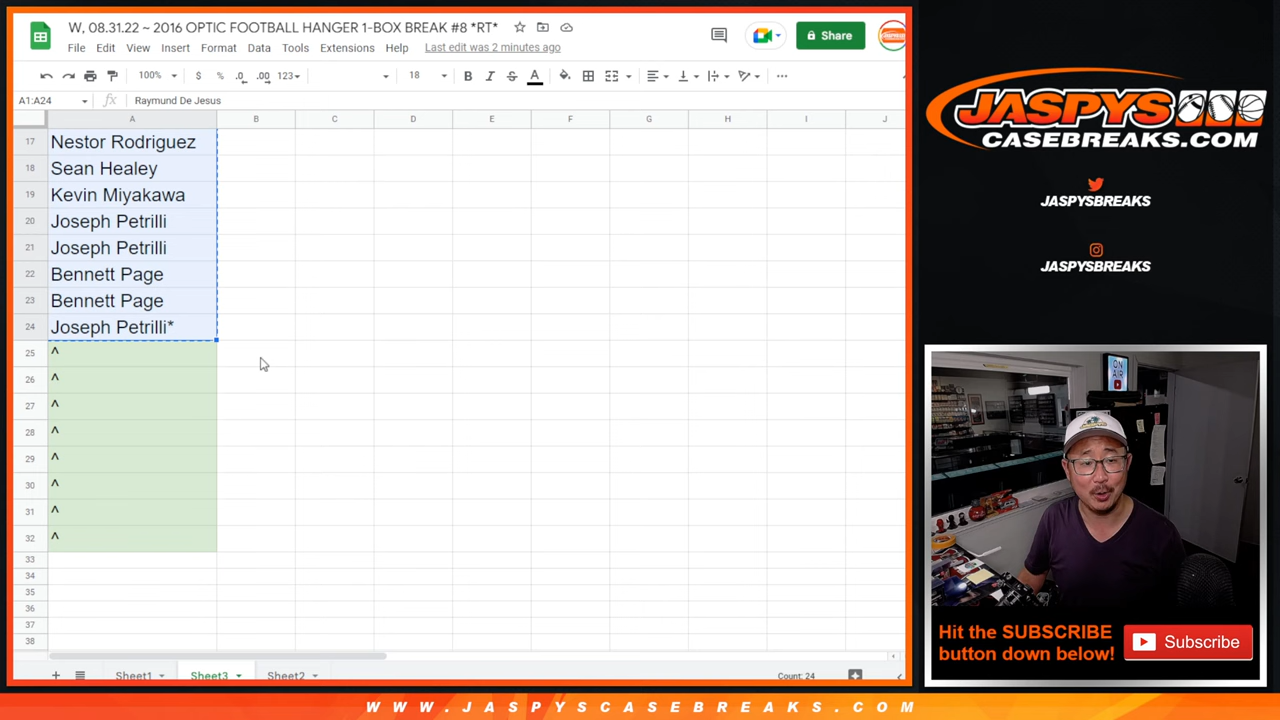 W, 08.31.22 ~ 2016 OPTIC FOOTBALL HANGER 1-BOX BREAK #8 *RT*
File Edit View Insert Format Data Tools Extensions Help Last edit was 2 minutes ago
Share
100% $ % .0 .00 123 18 B I S A
A1:A24 fx Raymund De Jesus
A B C D E F G H I J
17 Nestor Rodriguez
18 Sean Healey
19 Kevin Miyakawa
20 Joseph Petrilli
21 Joseph Petrilli
22 Bennett Page
23 Bennett Page
24 Joseph Petrilli*
25 ^
26 ^
27 ^
28 ^
29 ^
30 ^
31 ^
32 ^
33
34
35
36
37
38
+ Sheet1 Sheet3 Sheet2 Count: 24
JASPYS
CASEBREAKS.COM
JASPYSBREAKS
JASPYSBREAKS
ON
AIR
Hit the SUBSCRIBE
button down below!
Subscribe
WWW.JASPYSCASEBREAKS.COM